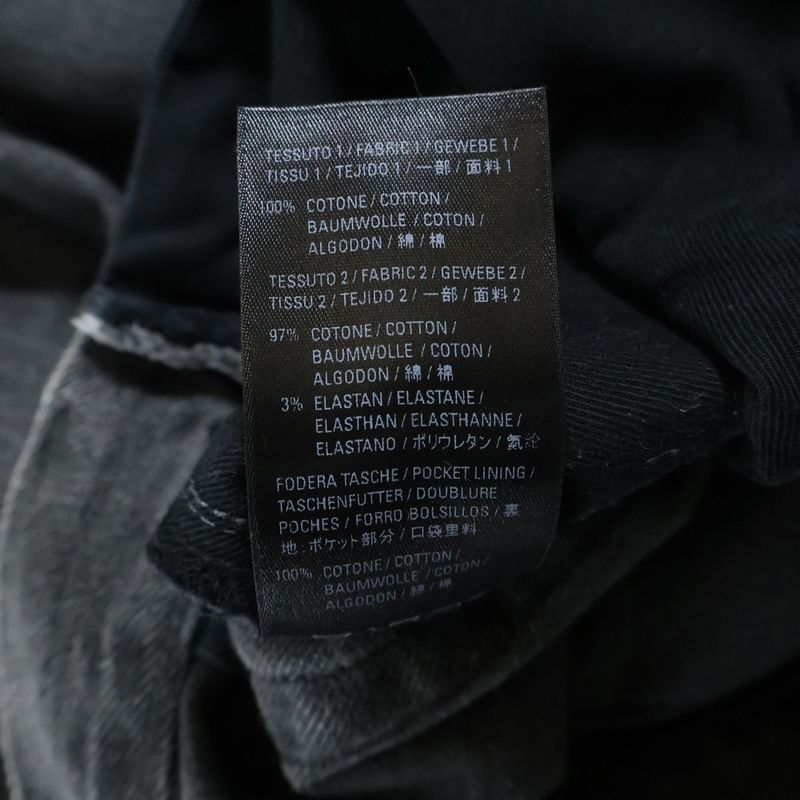 TESSUTO 1 / FABRIC 1 / GEWEBE 1 /
TISSU 1 / TEJIDO 1 / 一部 / 面料 1
100% COTONE / COTTON /
BAUMWOLLE / COTON /
ALGODON / 綿 / 棉
TESSUTO 2 / FABRIC 2 / GEWEBE 2 /
TISSU 2 / TEJIDO 2 / 一部 / 面料 2
97% COTONE / COTTON /
BAUMWOLLE / COTON /
ALGODON / 綿 / 棉
3% ELASTAN / ELASTANE /
ELASTHAN / ELASTHANNE /
ELASTANO / ポリウレタン / 氨纶
FODERA TASCHE / POCKET LINING /
TASCHENFUTTER / DOUBLURE
POCHES / FORRO BOLSILLOS / 裏
地:ポケット部分 / 口袋里料
100% COTONE / COTTON /
BAUMWOLLE / COTON /
ALGODON / 綿 / 棉